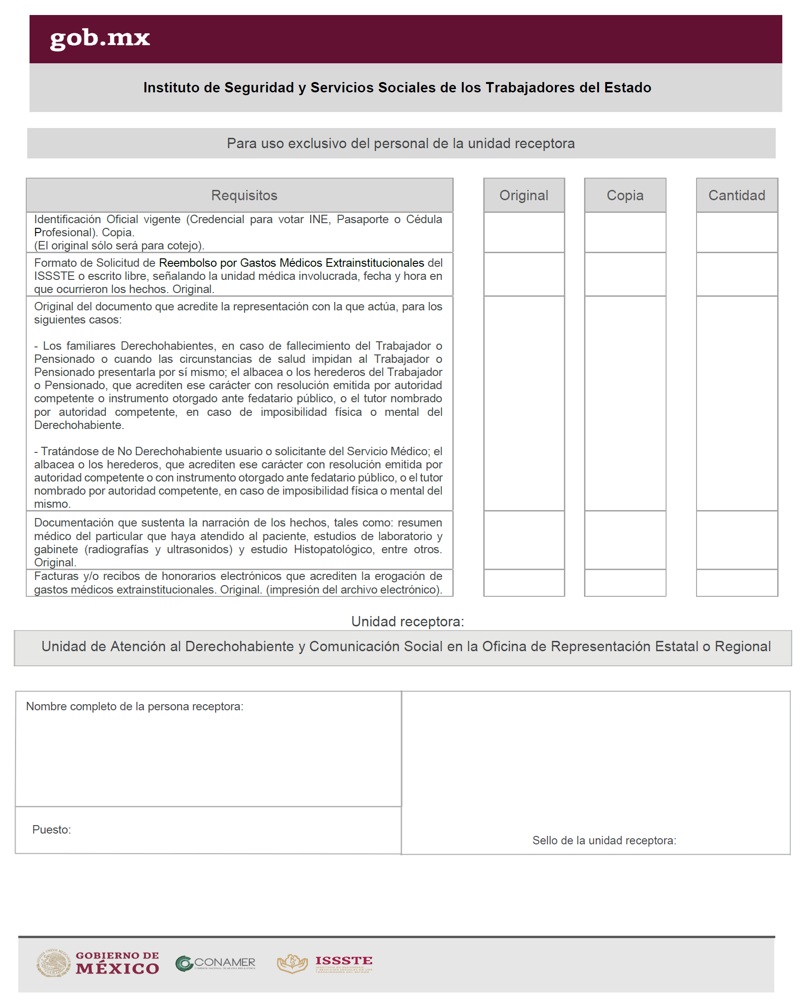 gob.mx
Instituto de Seguridad y Servicios Sociales de los Trabajadores del Estado
Para uso exclusivo del personal de la unidad receptora
Requisitos
Original
Copia
Cantidad
Identificación Oficial vigente (Credencial para votar INE, Pasaporte o Cédula
Profesional). Copia.
(El original sólo será para cotejo).
Formato de Solicitud de Reembolso por Gastos Médicos Extrainstitucionales del
ISSSTE o escrito libre, señalando la unidad médica involucrada, fecha y hora en
que ocurrieron los hechos. Original.
Original del documento que acredite la representación con la que actúa, para los
siguientes casos:
- Los familiares Derechohabientes, en caso de fallecimiento del Trabajador o
Pensionado o cuando las circunstancias de salud impidan al Trabajador o
Pensionado presentarla por sí mismo; el albacea o los herederos del Trabajador
o Pensionado, que acrediten ese carácter con resolución emitida por autoridad
competente o instrumento otorgado ante fedatario público, o el tutor nombrado
por autoridad competente, en caso de imposibilidad física o mental del
Derechohabiente.
- Tratándose de No Derechohabiente usuario o solicitante del Servicio Médico; el
albacea o los herederos, que acrediten ese carácter con resolución emitida por
autoridad competente o con instrumento otorgado ante fedatario público, o el tutor
nombrado por autoridad competente, en caso de imposibilidad física o mental del
mismo.
Documentación que sustenta la narración de los hechos, tales como: resumen
médico del particular que haya atendido al paciente, estudios de laboratorio y
gabinete (radiografías y ultrasonidos) y estudio Histopatológico, entre otros.
Original.
Facturas y/o recibos de honorarios electrónicos que acrediten la erogación de
gastos médicos extrainstitucionales. Original. (impresión del archivo electrónico).
Unidad receptora:
Unidad de Atención al Derechohabiente y Comunicación Social en la Oficina de Representación Estatal o Regional
Nombre completo de la persona receptora:
Puesto:
Sello de la unidad receptora:
ESTADOS UNIDOS MEXICANOS
GOBIERNO DE
MÉXICO
CONAMER
COMISIÓN NACIONAL DE MEJORA REGULATORIA
ISSSTE
INSTITUTO DE SEGURIDAD
Y SERVICIOS SOCIALES DE LOS
TRABAJADORES DEL ESTADO